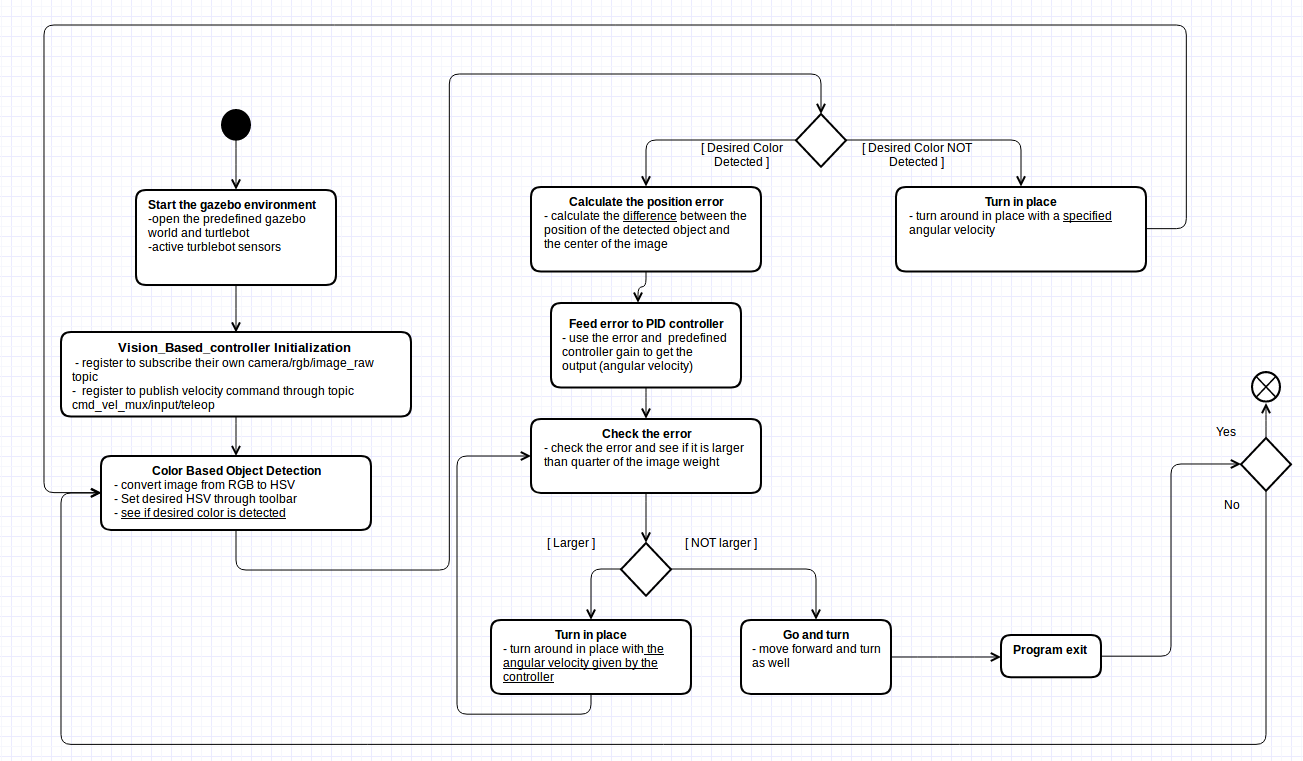 Start the gazebo environment
-open the predefined gazebo
world and turtlebot
-active turblebot sensors
Vision_Based_controller Initialization
- register to subscribe their own camera/rgb/image_raw
topic
- register to publish velocity command through topic
cmd_vel_mux/input/teleop
Color Based Object Detection
- convert image from RGB to HSV
- Set desired HSV through toolbar
- see if desired color is detected
[ Desired Color
Detected ]
[ Desired Color NOT
Detected ]
Calculate the position error
- calculate the difference between the
position of the detected object and
the center of the image
Turn in place
- turn around in place with a specified
angular velocity
Feed error to PID controller
- use the error and predefined
controller gain to get the
output (angular velocity)
Check the error
- check the error and see if it is larger
than quarter of the image weight
[ Larger ]
[ NOT larger ]
Turn in place
- turn around in place with the
angular velocity given by the
controller
Go and turn
- move forward and turn
as well
Program exit
Yes
No